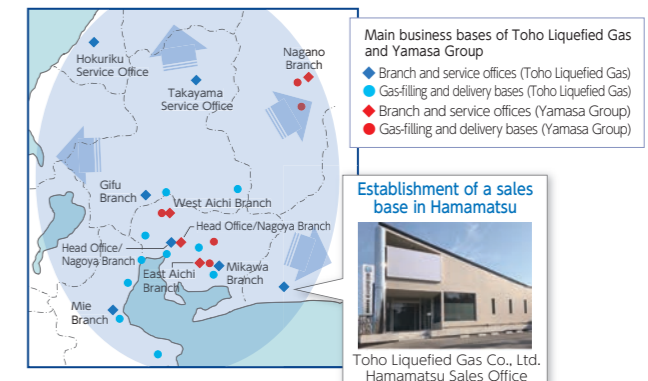 Hokuriku
Service Office
Takayama
Service Office
Nagano
Branch
Gifu
Branch
West Aichi Branch
Head Office/Nagoya Branch
Head Office/
Nagoya Branch
East Aichi
Branch
Mikawa
Branch
Mie
Branch
Main business bases of Toho Liquefied Gas
and Yamasa Group
Branch and service offices (Toho Liquefied Gas)
Gas-filling and delivery bases (Toho Liquefied Gas)
Branch and service offices (Yamasa Group)
Gas-filling and delivery bases (Yamasa Group)
Establishment of a sales
base in Hamamatsu
Toho Liquefied Gas Co., Ltd.
Hamamatsu Sales Office